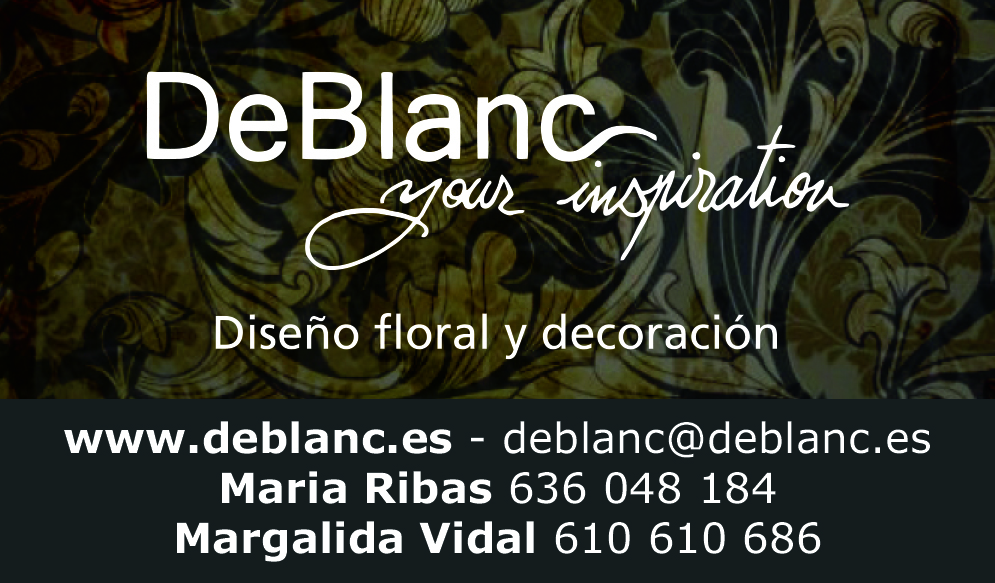 DeBlanc
your inspiration
Diseño floral y decoración
www.deblanc.es - deblanc@deblanc.es
Maria Ribas 636 048 184
Margalida Vidal 610 610 686